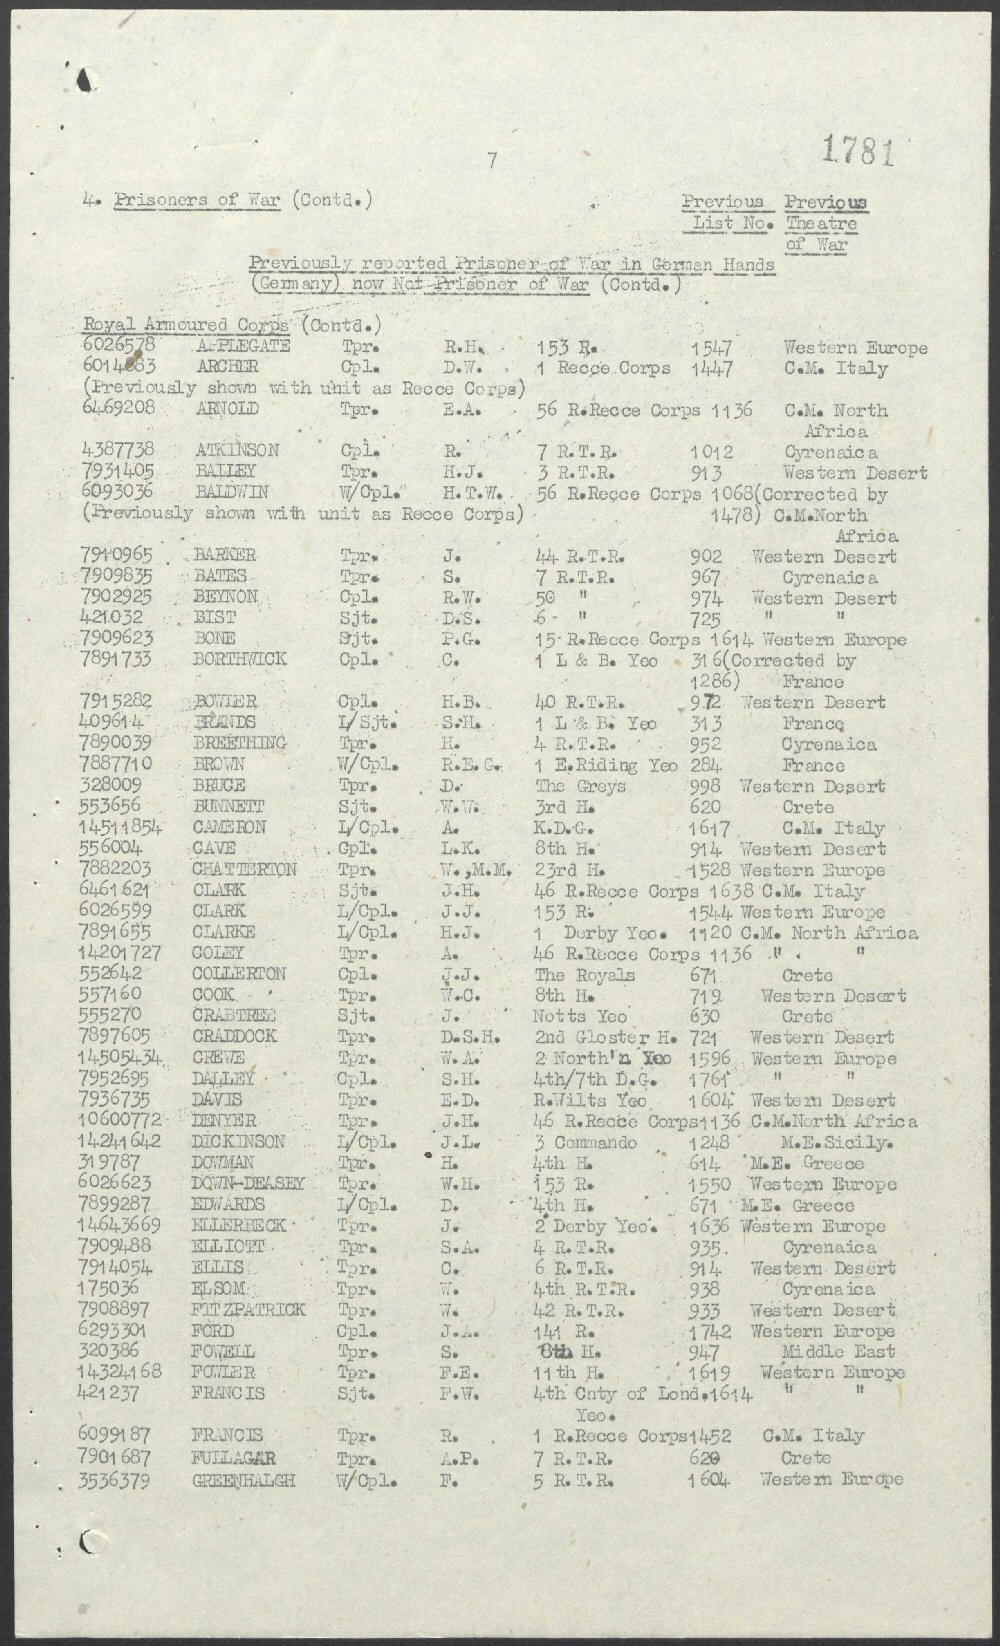 1781
7
4. Prisoners of War (Contd.) Previous Previous
List No. Theatre
of War
Previously reported Prisoner of War in German Hands
(Germany) now Not Prisoner of War (Contd.)
Royal Armoured Corps (Contd.)
6026578 APPLEGATE Tpr. R.H. 153 R. 1547 Western Europe
6014883 ARCHER Cpl. D.W. 1 Recce Corps 1447 C.M. Italy
(Previously shown with unit as Recce Corps)
6469208 ARNOLD Tpr. E.A. 56 R.Recce Corps 1136 C.M. North
Africa
4387738 ATKINSON Cpl. R. 7 R.T.R. 1012 Cyrenaica
7931405 BAILEY Tpr. H.J. 3 R.T.R. 913 Western Desert
6093036 BALDWIN W/Cpl. H.T.W. 56 R.Recce Corps 1068(Corrected by
(Previously shown with unit as Recce Corps) 1478) C.M.North
Africa
7910965 BARKER Tpr. J. 44 R.T.R. 902 Western Desert
7909835 BATES Tpr. S. 7 R.T.R. 967 Cyrenaica
7902925 BEYNON Cpl. R.W. 50 " 974 Western Desert
421032 BIST Sjt. D.S. 6 " 725 " "
7909623 BONE Sjt. P.G. 15 R.Recce Corps 1614 Western Europe
7891733 BORTHWICK Cpl. C. 1 L & B. Yeo 316(Corrected by
1286) France
7915282 BOWLER Cpl. H.B. 40 R.T.R. 972 Western Desert
409614 BRANDS L/Sjt. S.H. 1 L & B. Yeo 313 France
7890039 BREETHING Tpr. H. 4 R.T.R. 952 Cyrenaica
7887710 BROWN W/Cpl. R.E.G. 1 E.Riding Yeo 284 France
328009 BRUCE Tpr. D. The Greys 998 Western Desert
553656 BUNNETT Sjt. W.W. 3rd H. 620 Crete
14511854 CAMERON L/Cpl. A. K.D.G. 1617 C.M. Italy
556004 CAVE Cpl. L.K. 8th H. 914 Western Desert
7882203 CHATTERTON Tpr. W.,M.M. 23rd H. 1528 Western Europe
6461621 CLARK Sjt. J.H. 46 R.Recce Corps 1638 C.M. Italy
6026599 CLARK L/Cpl. J.J. 153 R. 1544 Western Europe
7891655 CLARKE L/Cpl. H.J. 1 Derby Yeo. 1120 C.M. North Africa
14201727 COLEY Tpr. A. 46 R.Recce Corps 1136 " "
552642 COLLERTON Cpl. J.J. The Royals 671 Crete
557160 COOK Tpr. W.C. 8th H. 719 Western Desert
555270 CRABTREE Sjt. J. Notts Yeo 630 Crete
7897605 CRADDOCK Tpr. D.S.H. 2nd Gloster H. 721 Western Desert
14505434 CREWE Tpr. W.A. 2 North'n Yeo 1596 Western Europe
7952695 DALLEY Cpl. S.H. 4th/7th D.G. 1761 " "
7936735 DAVIS Tpr. E.D. R.Wilts Yeo 1604 Western Desert
10600772 DENYER Tpr. J.H. 46 R.Recce Corps1136 C.M.North Africa
14241642 DICKINSON L/Cpl. J.L. 3 Commando 1248 M.E.Sicily.
319787 DOWMAN Tpr. H. 4th H. 614 M.E. Greece
6026623 DOWN-DEASEY Tpr. W.H. 153 R. 1550 Western Europe
7899287 EDWARDS L/Cpl. D. 4th H. 671 M.E. Greece
14643669 ELLERBECK Tpr. J. 2 Derby Yeo. 1636 Western Europe
7909488 ELLIOTT Tpr. S.A. 4 R.T.R. 935 Cyrenaica
7914054 ELLIS Tpr. C. 6 R.T.R. 914 Western Desert
175036 ELSOM Tpr. W. 4th R.T.R. 938 Cyrenaica
7908897 FITZPATRICK Tpr. W. 42 R.T.R. 933 Western Desert
6293301 FORD Cpl. J.A. 141 R. 1742 Western Europe
320386 FOWELL Tpr. S. 8th H. 947 Middle East
14324168 FOWLER Tpr. F.E. 11th H. 1619 Western Europe
421237 FRANCIS Sjt. F.W. 4th Cnty of Lond.1614 " "
Yeo.
6099187 FRANCIS Tpr. R. 1 R.Recce Corps1452 C.M. Italy
7901687 FULLAGAR Tpr. A.P. 7 R.T.R. 620 Crete
3536379 GREENHALGH W/Cpl. F. 5 R.T.R. 1604 Western Europe